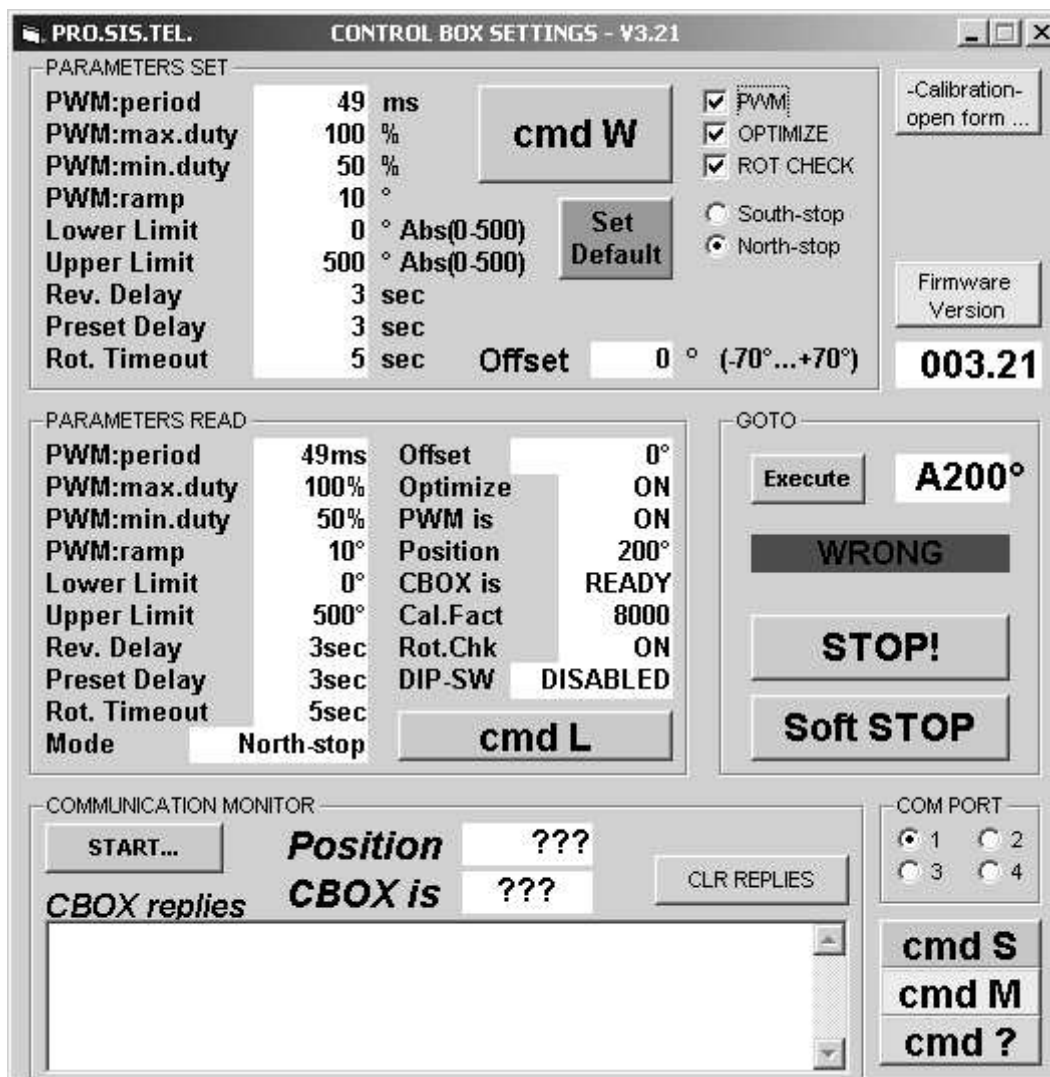 PRO.SIS.TEL. CONTROL BOX SETTINGS - V3.21
PARAMETERS SET
PWM:period 49 ms
PWM:max.duty 100 %
PWM:min.duty 50 %
PWM:ramp 10 °
Lower Limit 0 ° Abs(0-500)
Upper Limit 500 ° Abs(0-500)
Rev. Delay 3 sec
Preset Delay 3 sec
Rot. Timeout 5 sec
cmd W
Set
Default
PWM
OPTIMIZE
ROT CHECK
South-stop
North-stop
Offset 0 ° (-70°...+70°)
-Calibration-
open form ...
Firmware
Version
003.21
PARAMETERS READ
PWM:period 49ms
PWM:max.duty 100%
PWM:min.duty 50%
PWM:ramp 10°
Lower Limit 0°
Upper Limit 500°
Rev. Delay 3sec
Preset Delay 3sec
Rot. Timeout 5sec
Mode North-stop
Offset 0°
Optimize ON
PWM is ON
Position 200°
CBOX is READY
Cal.Fact 8000
Rot.Chk ON
DIP-SW DISABLED
cmd L
GOTO
Execute A200°
WRONG
STOP!
Soft STOP
COMMUNICATION MONITOR
START...
Position ???
CBOX is ???
CLR REPLIES
CBOX replies
COM PORT
1 2
3 4
cmd S
cmd M
cmd ?